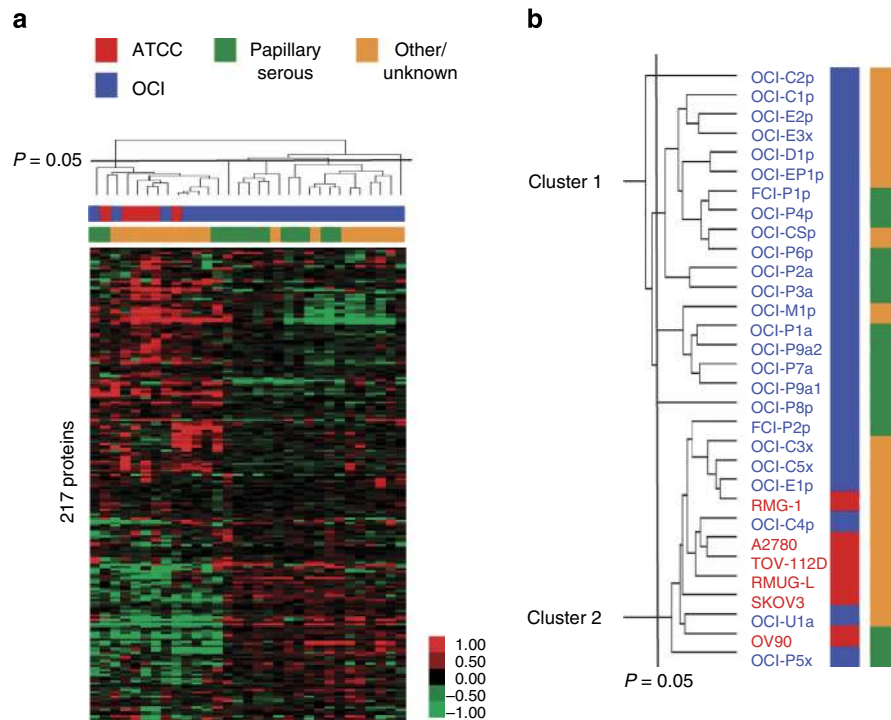 a
ATCC
OCI
Papillary
serous
Other/
unknown
P = 0.05
217 proteins
1.00
0.50
0.00
−0.50
−1.00
b
Cluster 1
Cluster 2
OCI-C2p
OCI-C1p
OCI-E2p
OCI-E3x
OCI-D1p
OCI-EP1p
FCI-P1p
OCI-P4p
OCI-CSp
OCI-P6p
OCI-P2a
OCI-P3a
OCI-M1p
OCI-P1a
OCI-P9a2
OCI-P7a
OCI-P9a1
OCI-P8p
FCI-P2p
OCI-C3x
OCI-C5x
OCI-E1p
RMG-1
OCI-C4p
A2780
TOV-112D
RMUG-L
SKOV3
OCI-U1a
OV90
OCI-P5x
P = 0.05